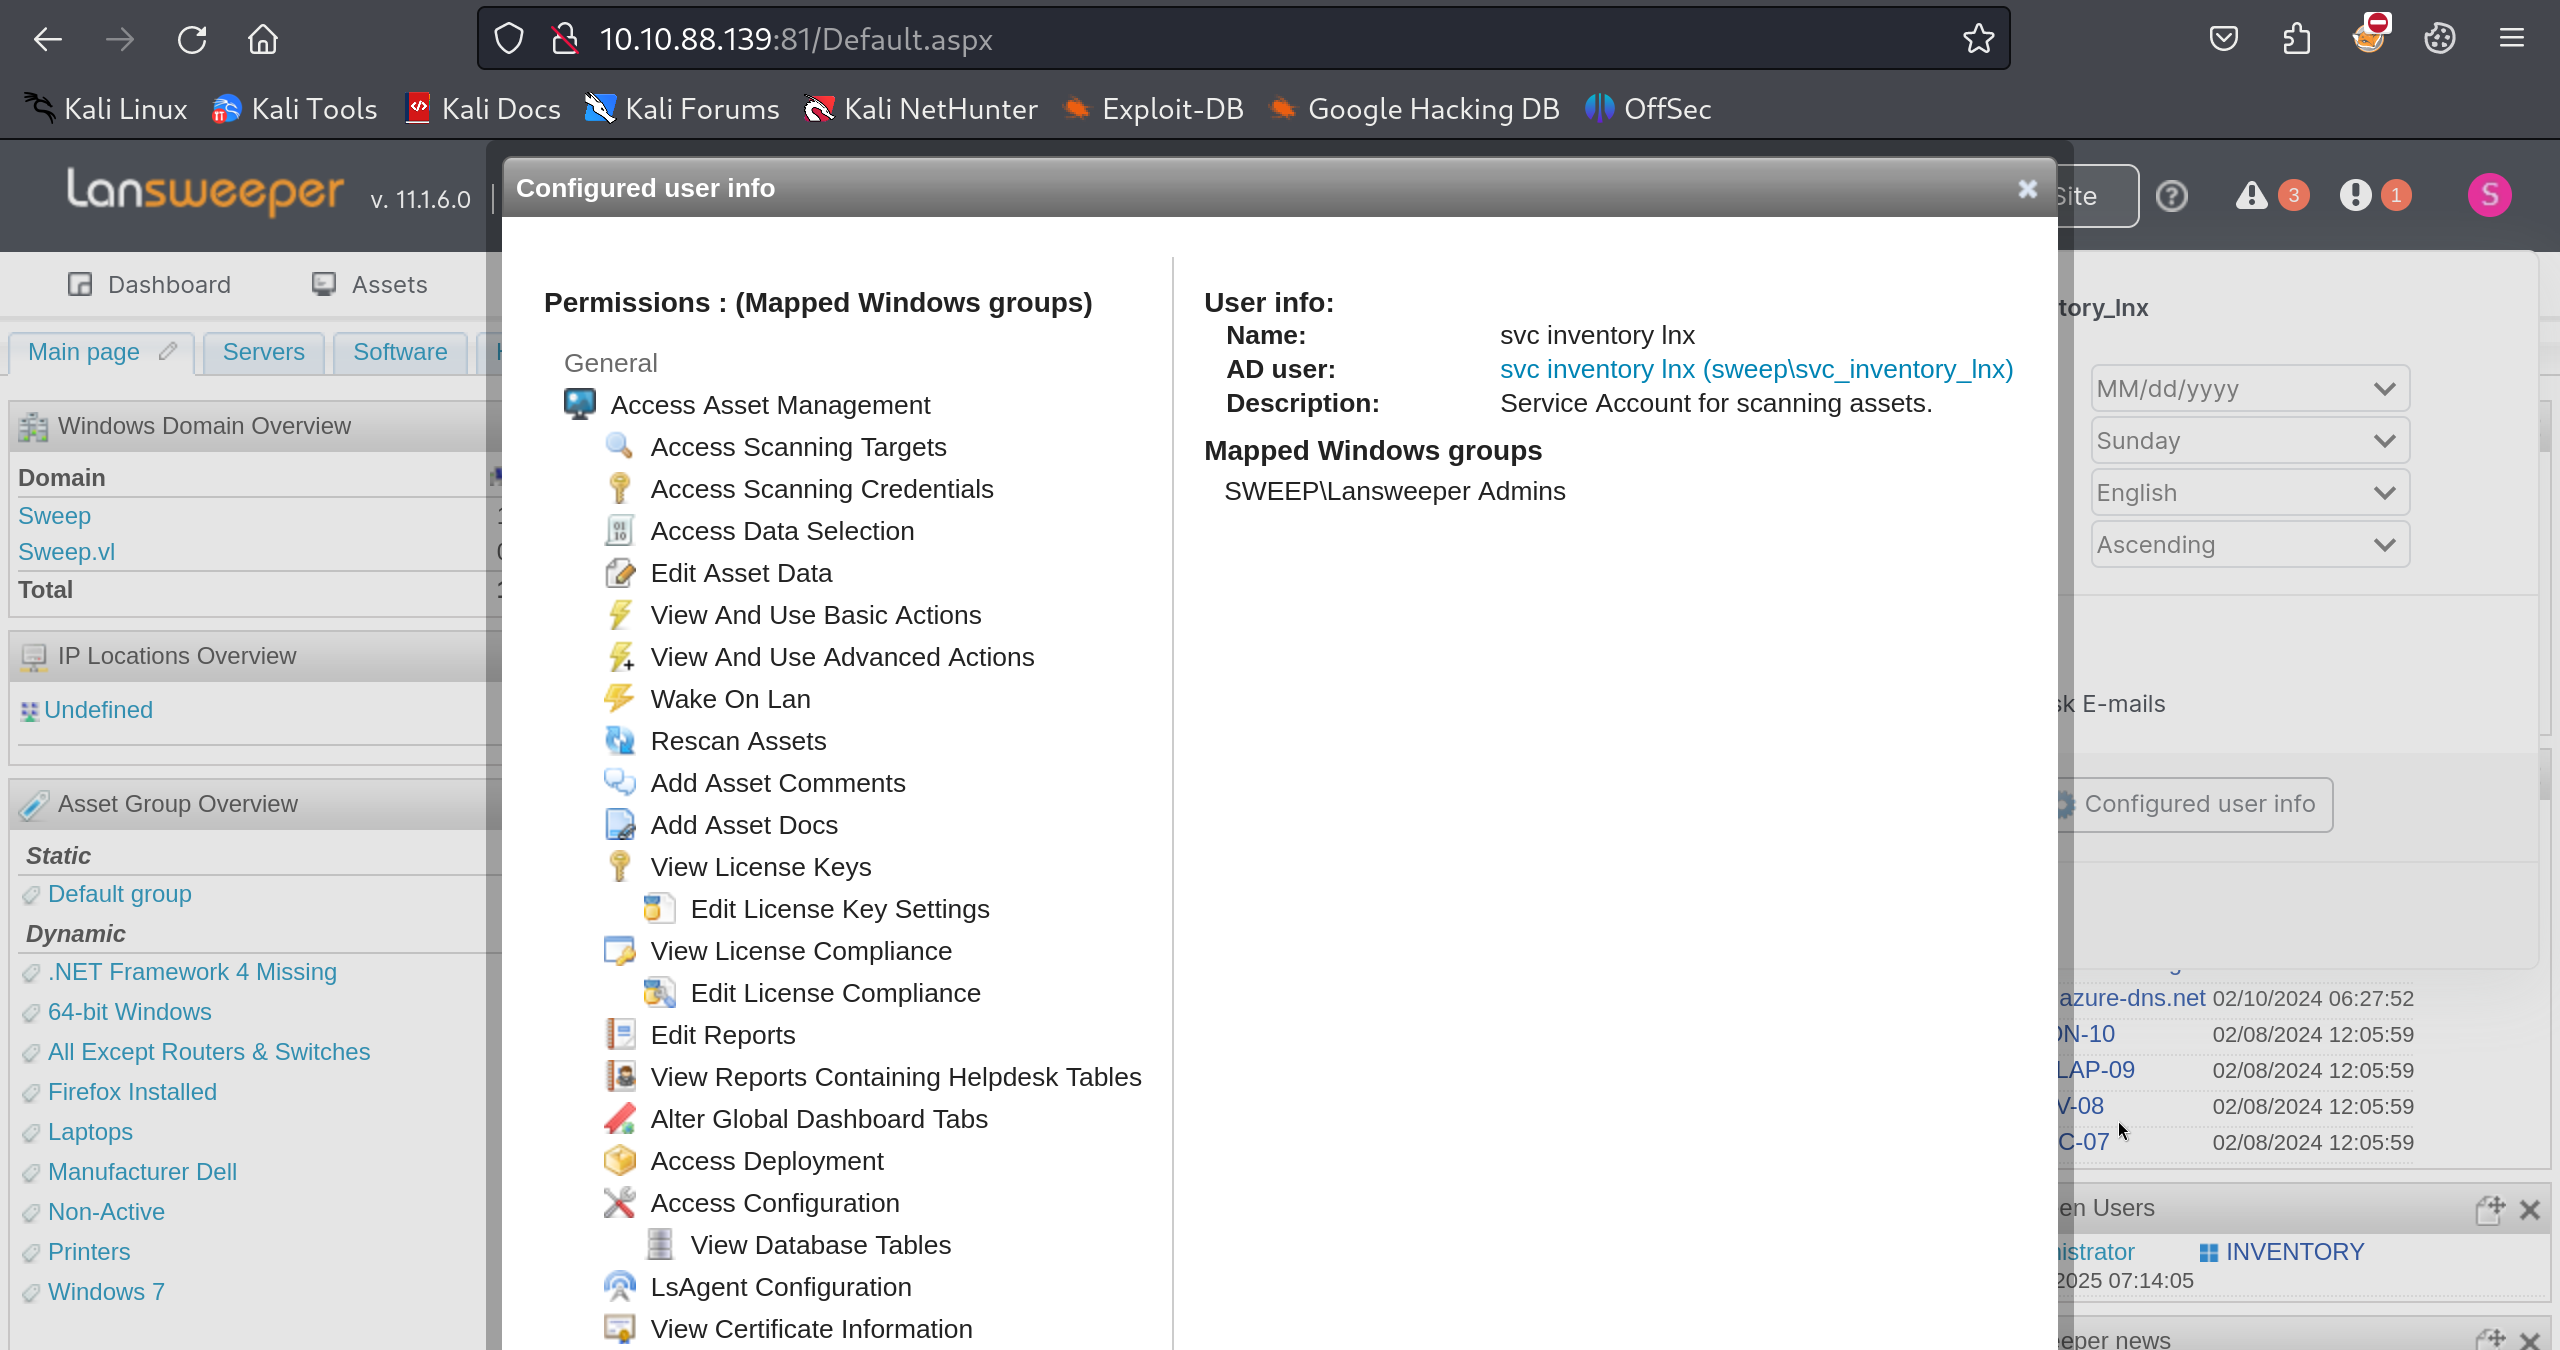 10.10.88.139:81/Default.aspx
Kali Linux Kali Tools Kali Docs Kali Forums Kali NetHunter Exploit-DB Google Hacking DB OffSec
Lansweeper v. 11.1.6.0
Site
3
1
S
Dashboard
Assets
Main page Servers Software
Windows Domain Overview
Domain
Sweep
Sweep.vl
Total
IP Locations Overview
Undefined
Asset Group Overview
Static
Default group
Dynamic
.NET Framework 4 Missing
64-bit Windows
All Except Routers & Switches
Firefox Installed
Laptops
Manufacturer Dell
Non-Active
Printers
Windows 7
Configured user info
Permissions : (Mapped Windows groups)
General
Access Asset Management
Access Scanning Targets
Access Scanning Credentials
Access Data Selection
Edit Asset Data
View And Use Basic Actions
View And Use Advanced Actions
Wake On Lan
Rescan Assets
Add Asset Comments
Add Asset Docs
View License Keys
Edit License Key Settings
View License Compliance
Edit License Compliance
Edit Reports
View Reports Containing Helpdesk Tables
Alter Global Dashboard Tabs
Access Deployment
Access Configuration
View Database Tables
LsAgent Configuration
View Certificate Information
User info:
Name: svc inventory lnx
AD user: svc inventory lnx (sweep\svc_inventory_lnx)
Description: Service Account for scanning assets.
Mapped Windows groups
SWEEP\Lansweeper Admins
tory_lnx
MM/dd/yyyy
Sunday
English
Ascending
sk E-mails
Configured user info
azure-dns.net 02/10/2024 06:27:52
ON-10 02/08/2024 12:05:59
LAP-09 02/08/2024 12:05:59
V-08 02/08/2024 12:05:59
C-07 02/08/2024 12:05:59
en Users
nistrator INVENTORY
2025 07:14:05
eeper news